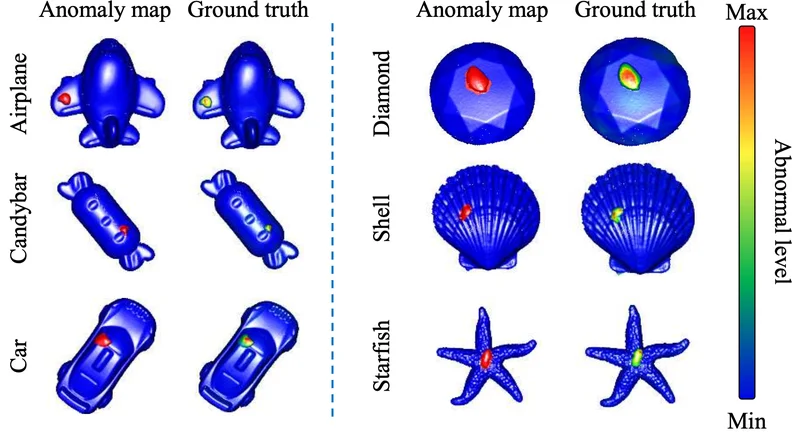 Anomaly map Ground truth
Airplane
Candybar
Car
Anomaly map Ground truth
Diamond
Shell
Starfish
Max
Abnormal level
Min